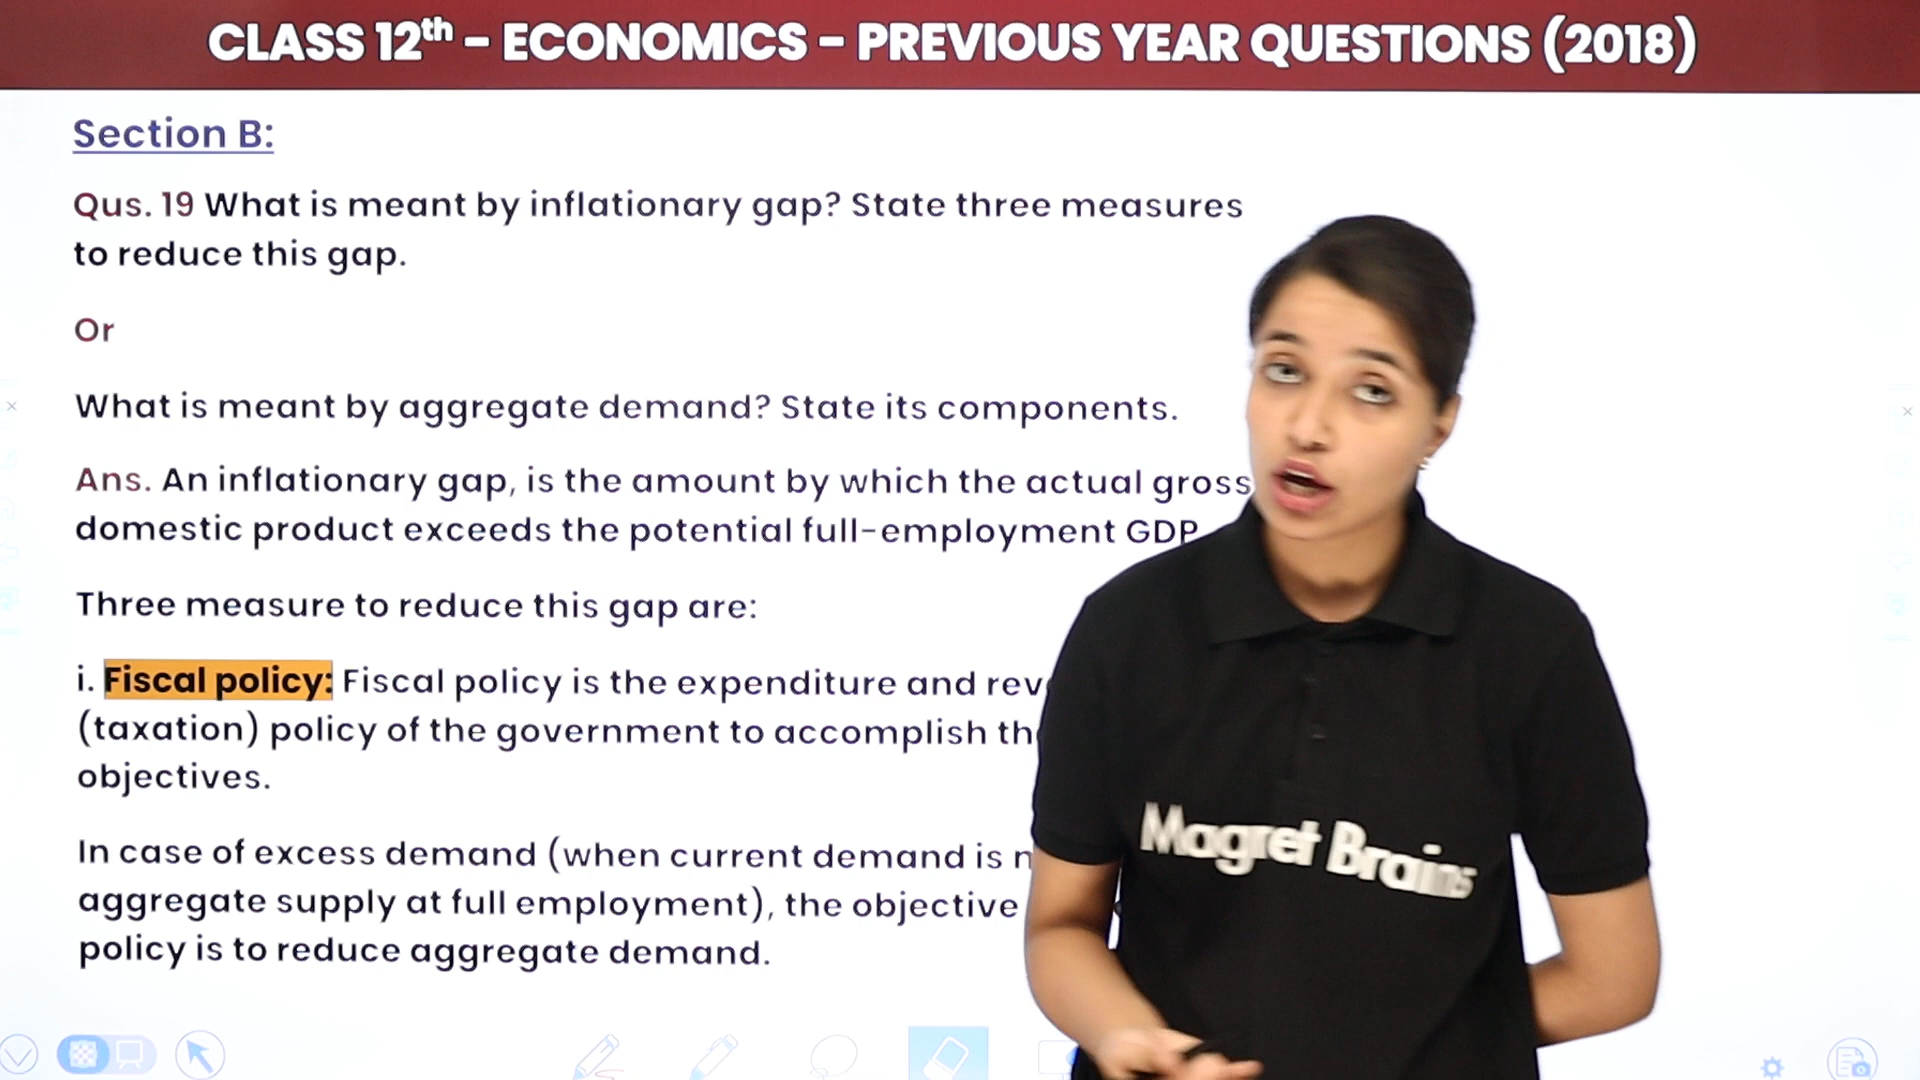 CLASS 12th - ECONOMICS - PREVIOUS YEAR QUESTIONS (2018)
Section B:
Qus. 19 What is meant by inflationary gap? State three measures
to reduce this gap.
Or
What is meant by aggregate demand? State its components.
Ans. An inflationary gap, is the amount by which the actual gross
domestic product exceeds the potential full-employment GDP
Three measure to reduce this gap are:
i. Fiscal policy: Fiscal policy is the expenditure and
(taxation) policy of the government to accomplish
objectives.
In case of excess demand (when current demand is
aggregate supply at full employment), the objective
policy is to reduce aggregate demand.
Magnet Brains